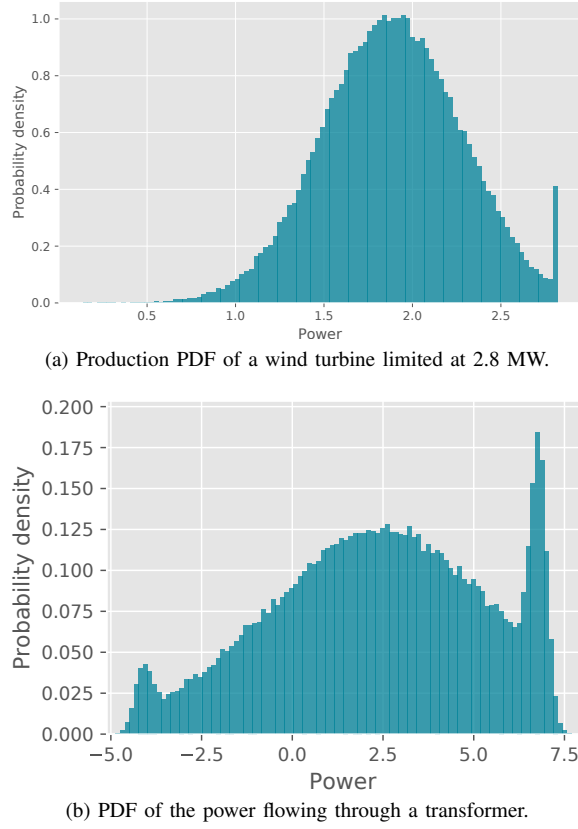 1.0
0.8
0.6
0.4
0.2
0.0
Probability density
0.5 1.0 1.5 2.0 2.5
Power
(a) Production PDF of a wind turbine limited at 2.8 MW.
0.200
0.175
0.150
0.125
0.100
0.075
0.050
0.025
0.000
Probability density
−5.0 −2.5 0.0 2.5 5.0 7.5
Power
(b) PDF of the power flowing through a transformer.